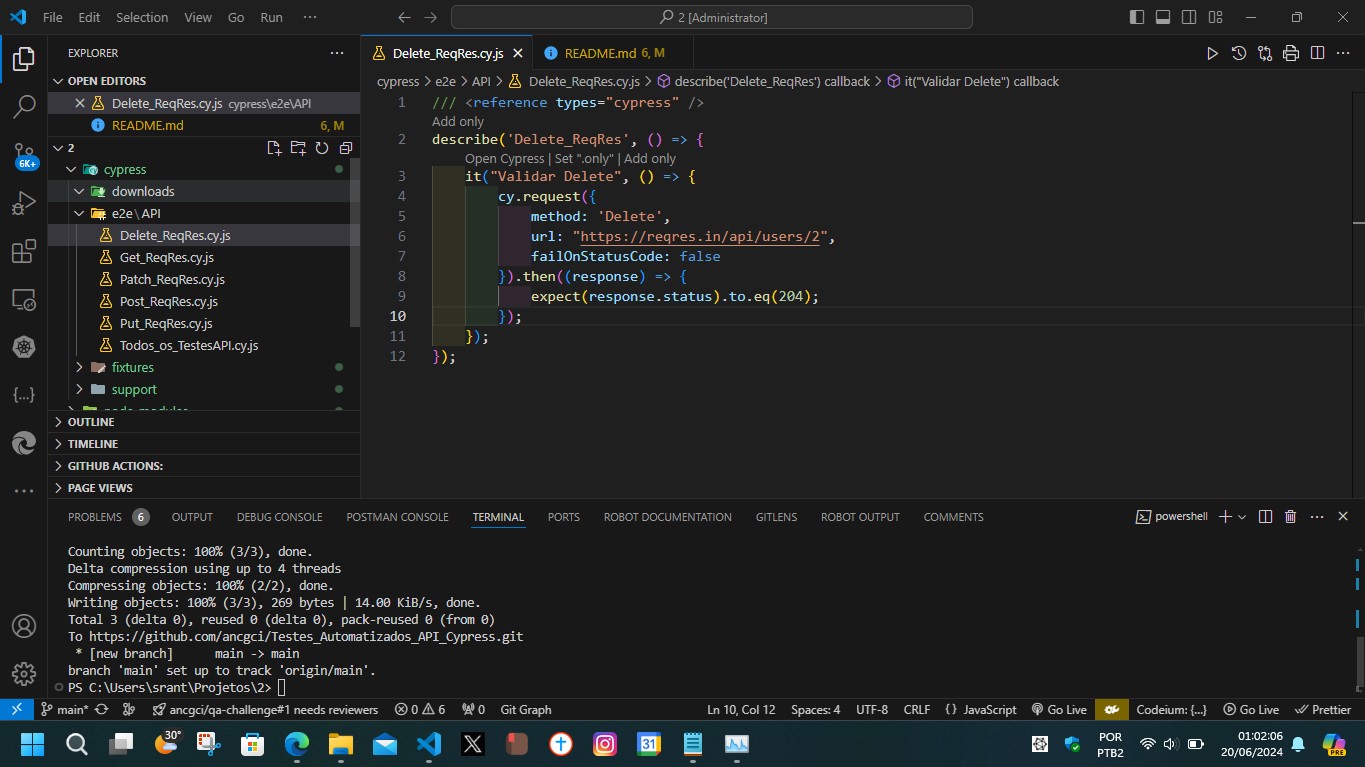 File Edit Selection View Go Run ··· 2 [Administrator]
EXPLORER ···
OPEN EDITORS
Delete_ReqRes.cy.js cypress\e2e\API
README.md 6, M
2
cypress
downloads
e2e\API
Delete_ReqRes.cy.js
Get_ReqRes.cy.js
Patch_ReqRes.cy.js
Post_ReqRes.cy.js
Put_ReqRes.cy.js
Todos_os_TestesAPI.cy.js
fixtures
support
OUTLINE
TIMELINE
GITHUB ACTIONS:
PAGE VIEWS
6K+
Delete_ReqRes.cy.js README.md 6, M
cypress > e2e > API > Delete_ReqRes.cy.js > describe('Delete_ReqRes') callback > it("Validar Delete") callback
1 /// <reference types="cypress" />
Add only
2 describe('Delete_ReqRes', () => {
Open Cypress | Set ".only" | Add only
3 it("Validar Delete", () => {
4 cy.request({
5 method: 'Delete',
6 url: "https://reqres.in/api/users/2",
7 failOnStatusCode: false
8 }).then((response) => {
9 expect(response.status).to.eq(204);
10 });
11 });
12 });
PROBLEMS 6 OUTPUT DEBUG CONSOLE POSTMAN CONSOLE TERMINAL PORTS ROBOT DOCUMENTATION GITLENS ROBOT OUTPUT COMMENTS powershell
Counting objects: 100% (3/3), done.
Delta compression using up to 4 threads
Compressing objects: 100% (2/2), done.
Writing objects: 100% (3/3), 269 bytes | 14.00 KiB/s, done.
Total 3 (delta 0), reused 0 (delta 0), pack-reused 0 (from 0)
To https://github.com/ancgci/Testes_Automatizados_API_Cypress.git
* [new branch] main -> main
branch 'main' set up to track 'origin/main'.
PS C:\Users\srant\Projetos\2>
main* ancgci/qa-challenge#1 needs reviewers 0 6 0 Git Graph Ln 10, Col 12 Spaces: 4 UTF-8 CRLF {} JavaScript Go Live Codeium: {...} Go Live Prettier
30° 31 POR 01:02:06
PTB2 20/06/2024 PRE